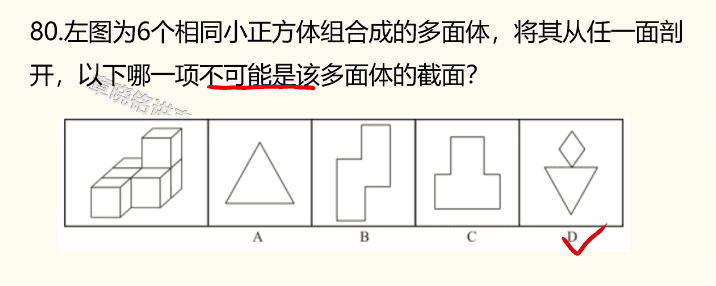 80.左图为6个相同小正方体组合成的多面体，将其从任一面剖
开，以下哪一项不可能是该多面体的截面？
A B C D